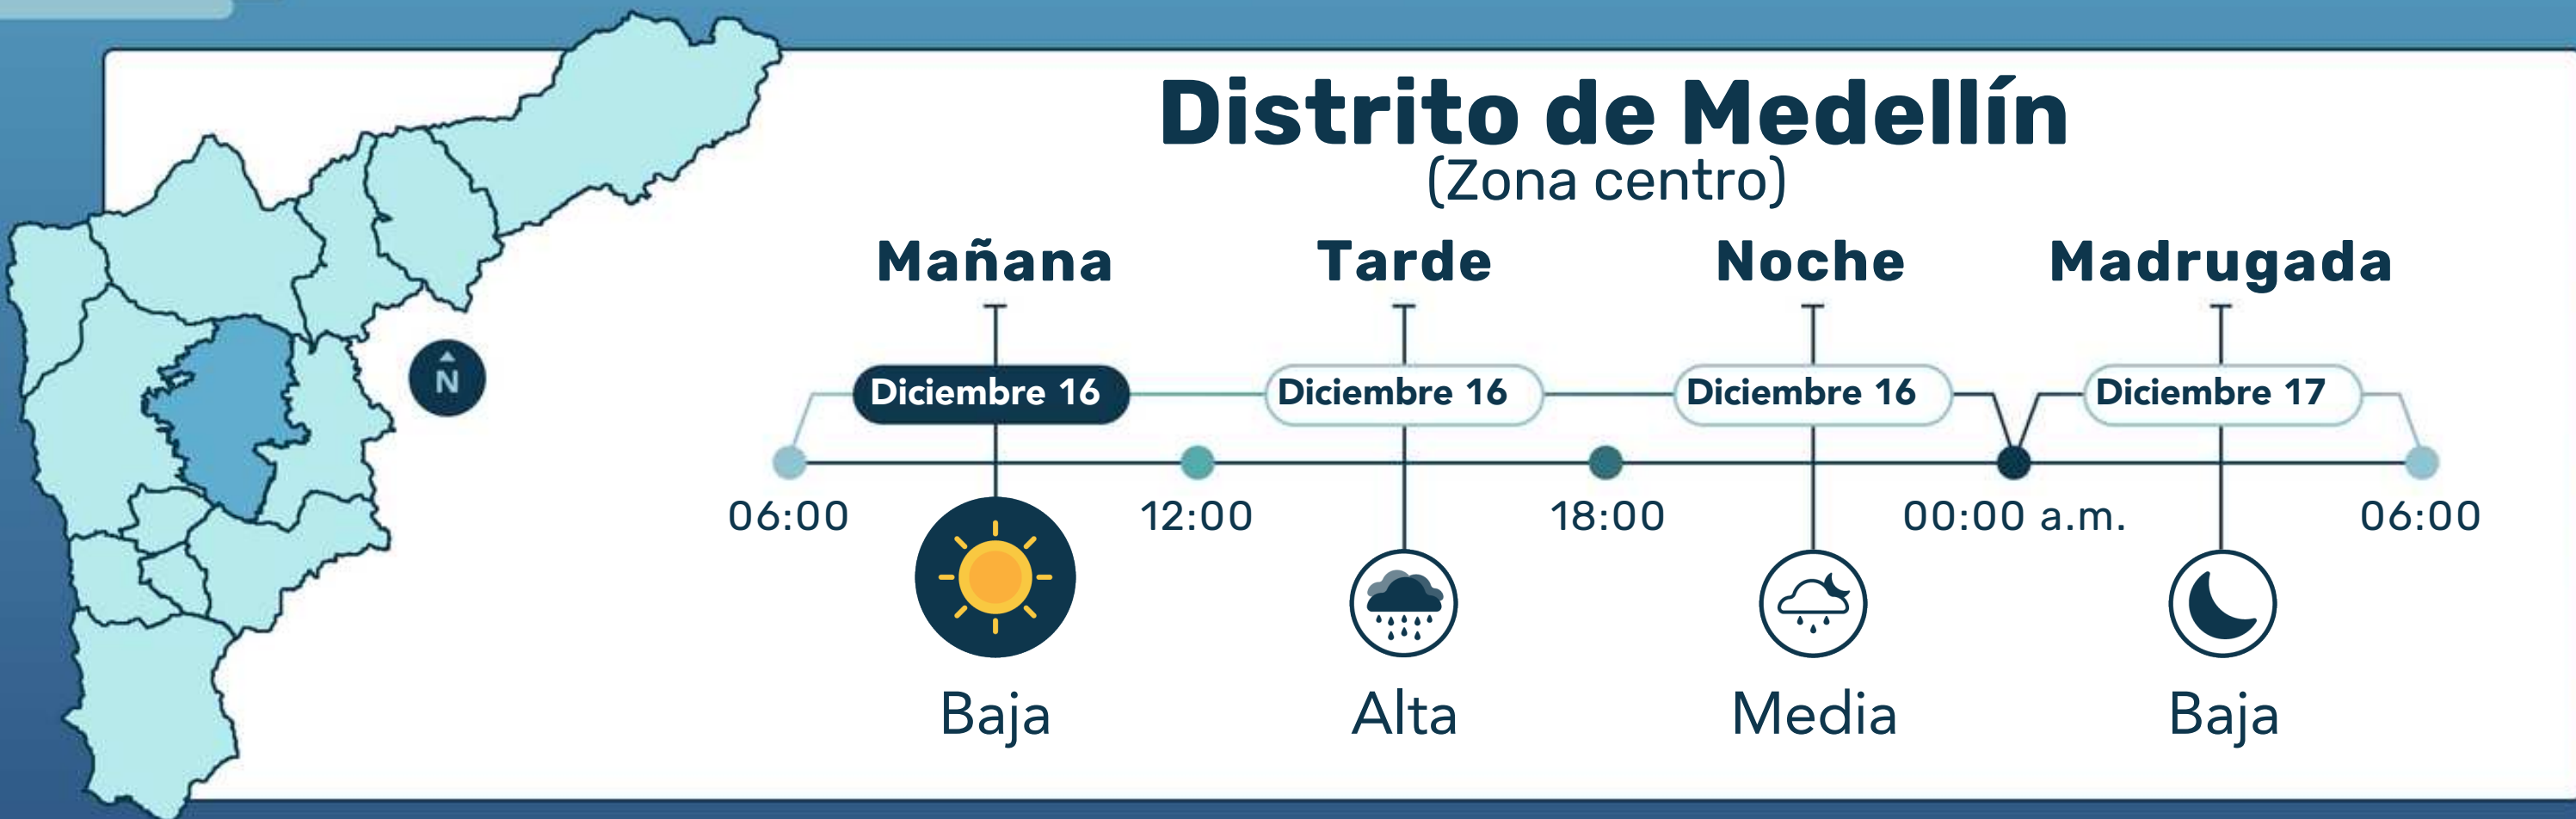 Distrito de Medellín
(Zona centro)
Mañana Tarde Noche Madrugada
Diciembre 16 Diciembre 16 Diciembre 16 Diciembre 17
N
06:00 12:00 18:00 00:00 a.m. 06:00
Baja Alta Media Baja